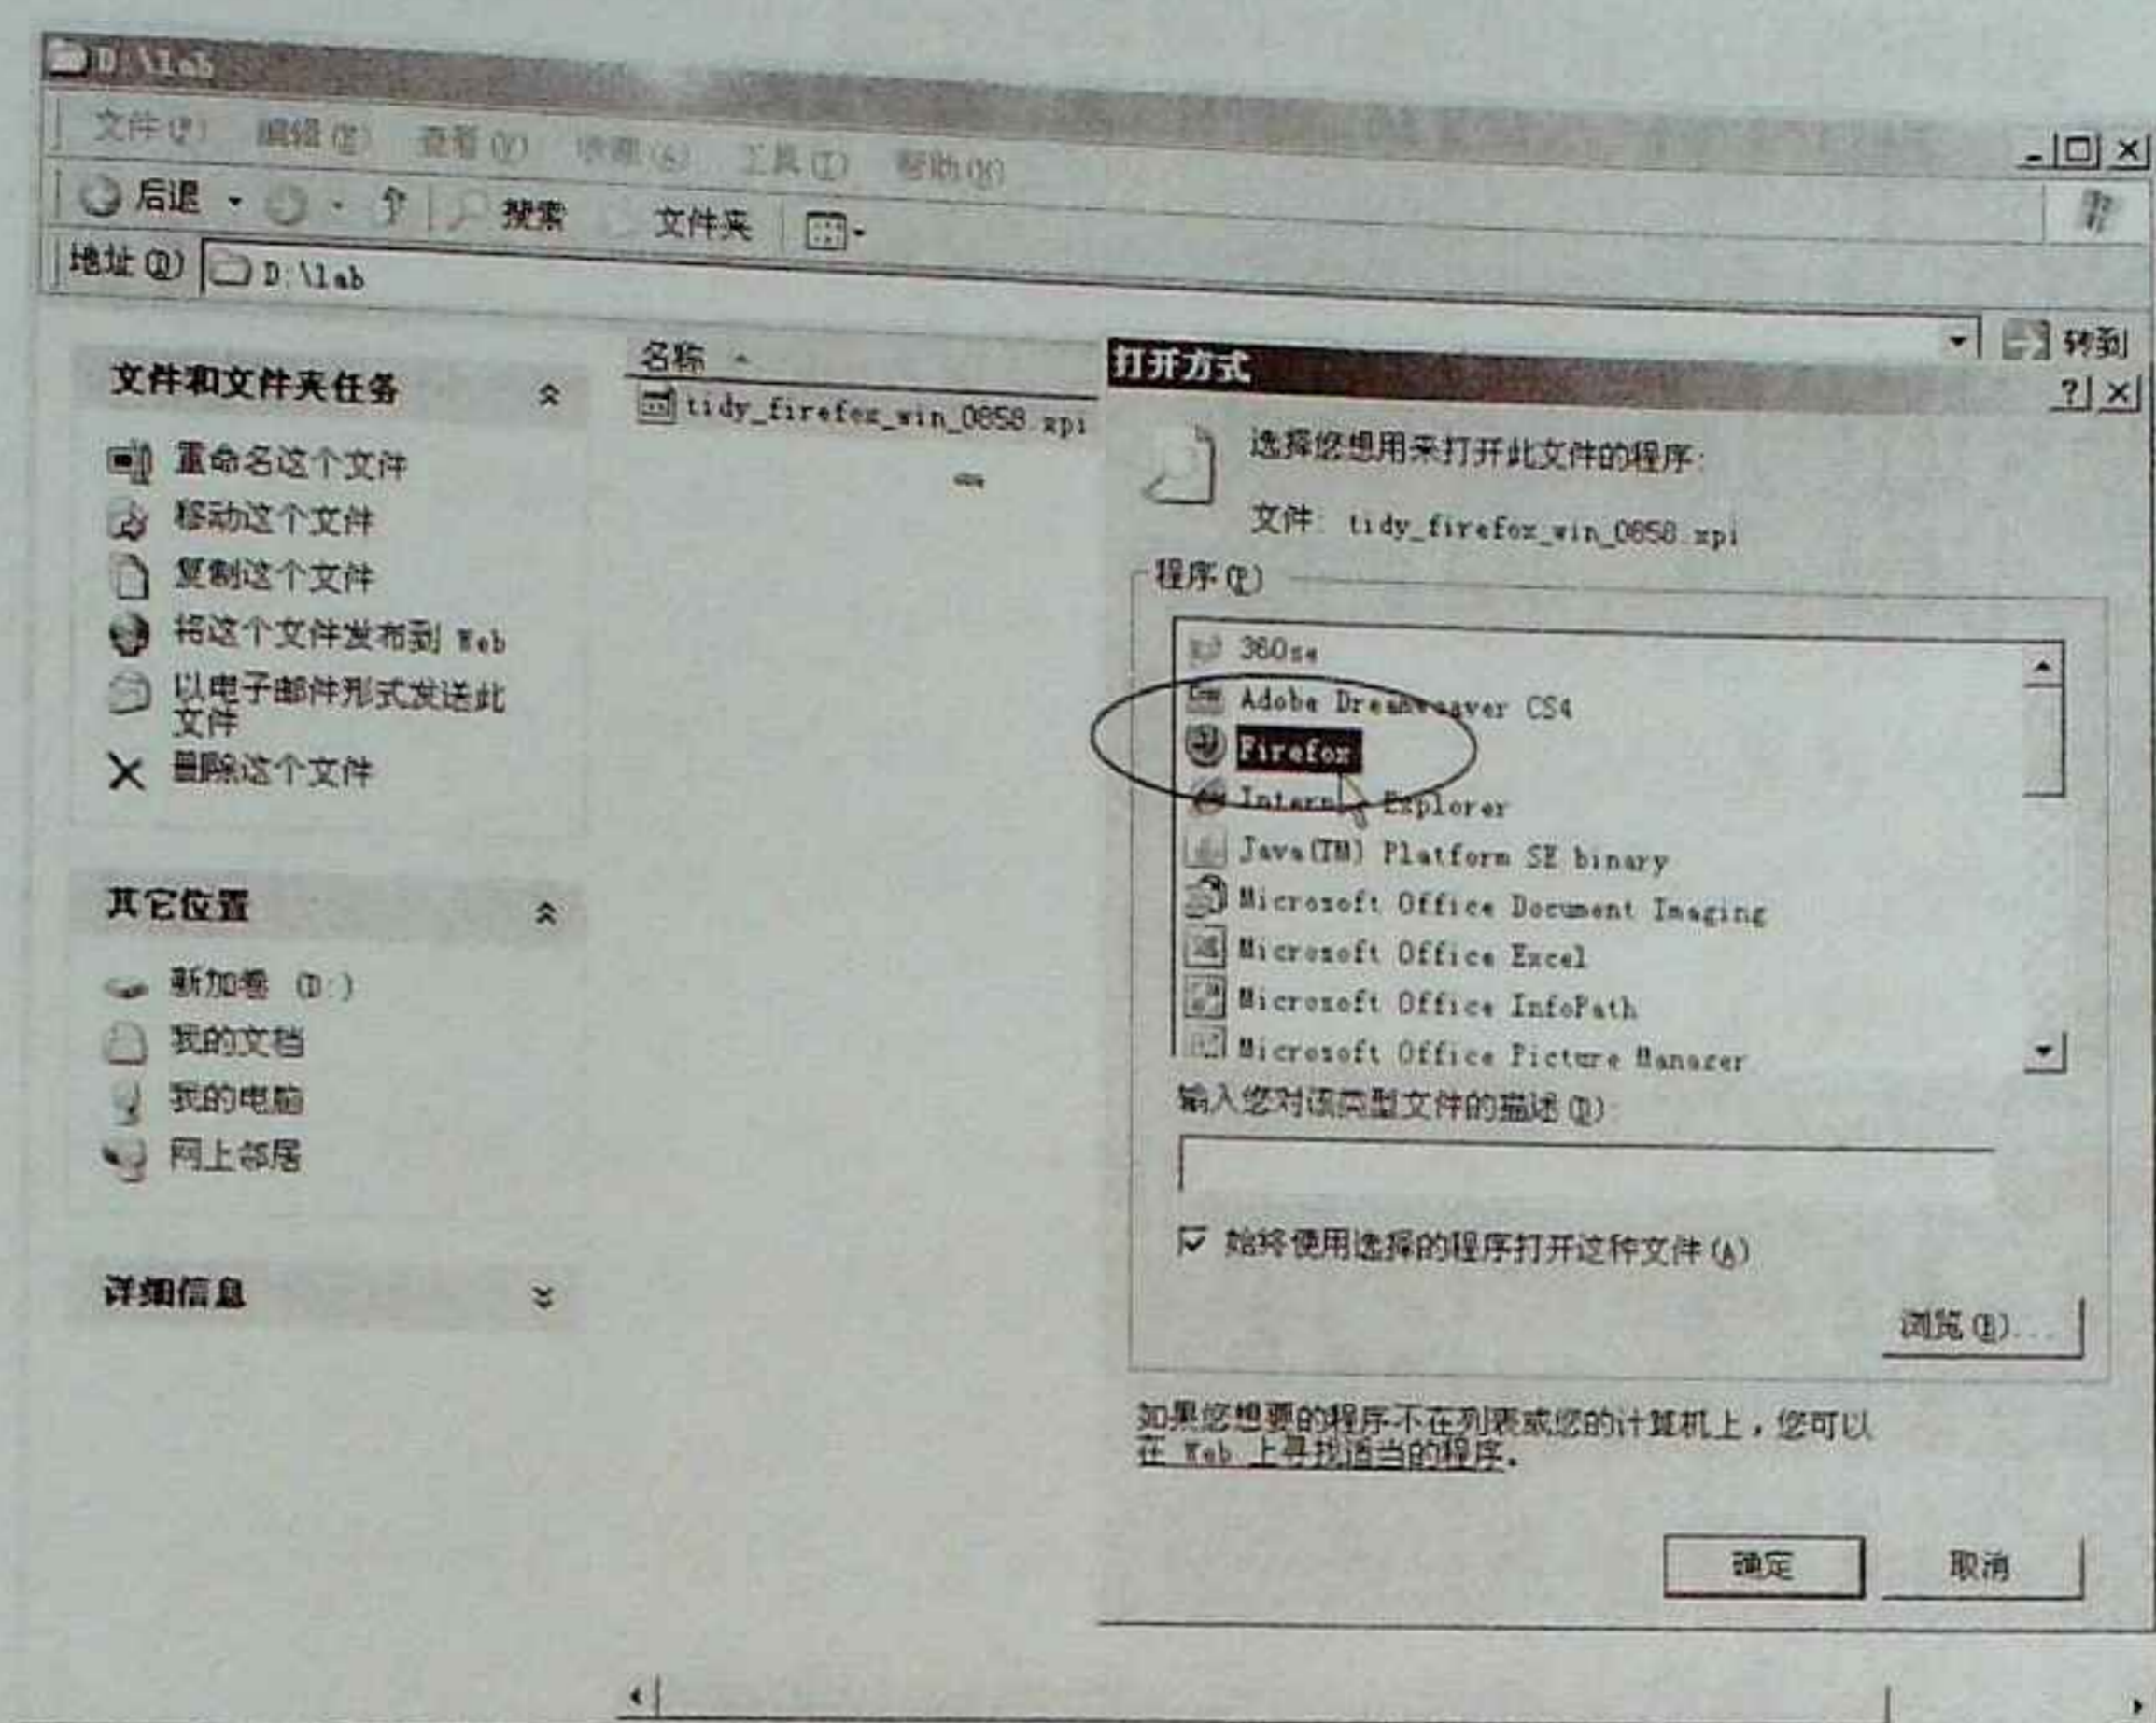 D:\lab
文件(F) 编辑(E) 查看(V) 收藏(A) 工具(T) 帮助(H)
后退 搜索 文件夹
地址(D) D:\lab 转到
文件和文件夹任务
重命名这个文件
移动这个文件
复制这个文件
将这个文件发布到 Web
以电子邮件形式发送此
文件
删除这个文件
其它位置
新加卷 (D:)
我的文档
我的电脑
网上邻居
详细信息
名称
tidy_firefox_win_0858.xpi
打开方式
选择您想用来打开此文件的程序:
文件: tidy_firefox_win_0858.xpi
程序(P)
360se
Adobe Dreamweaver CS4
Firefox
Internet Explorer
Java(TM) Platform SE binary
Microsoft Office Document Imaging
Microsoft Office Excel
Microsoft Office InfoPath
Microsoft Office Picture Manager
输入您对该类型文件的描述(D):
始终使用选择的程序打开这种文件(A)
浏览(B)...
如果您想要的程序不在列表或您的计算机上,您可以
在 Web 上寻找适当的程序。
确定 取消